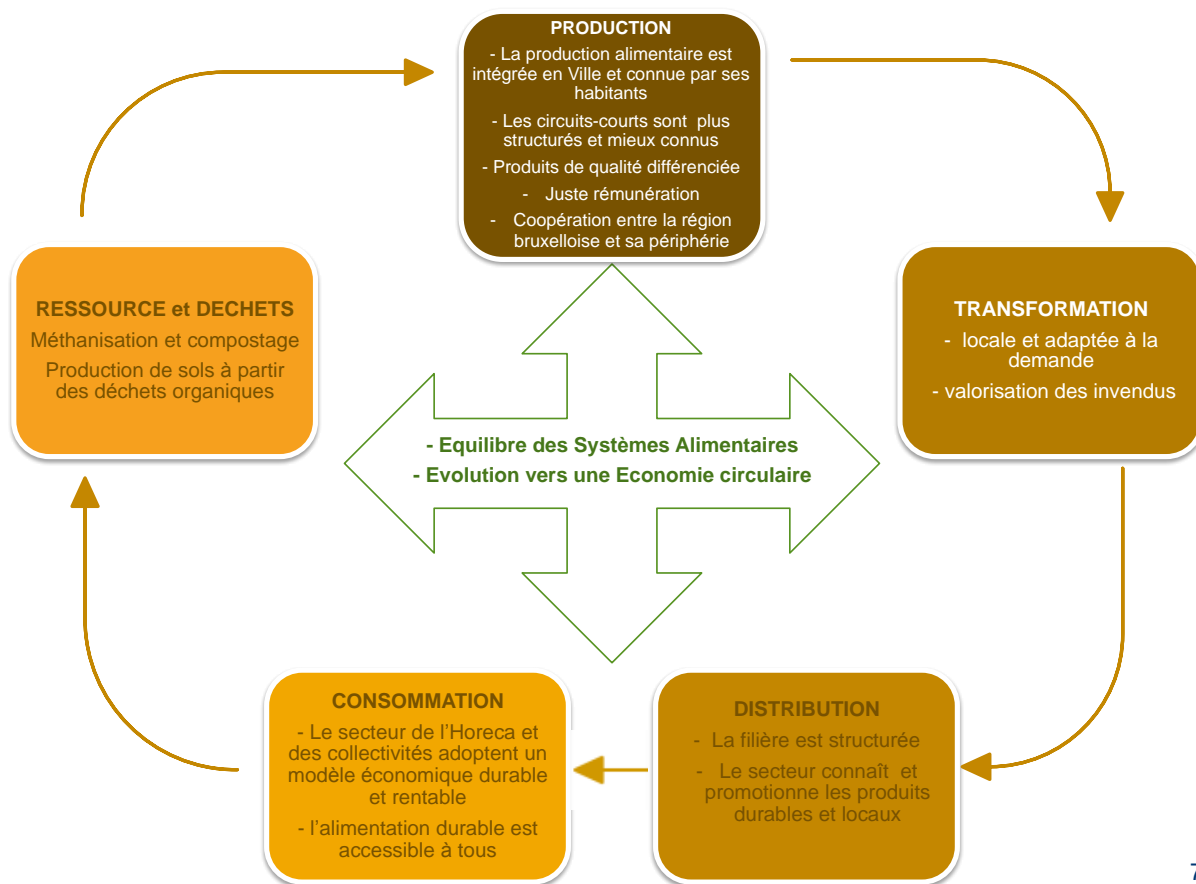 PRODUCTION
- La production alimentaire est
intégrée en Ville et connue par ses
habitants
- Les circuits-courts sont plus
structurés et mieux connus
- Produits de qualité différenciée
- Juste rémunération
- Coopération entre la région
bruxelloise et sa périphérie
RESSOURCE et DECHETS
Méthanisation et compostage
Production de sols à partir
des déchets organiques
TRANSFORMATION
- locale et adaptée à la
demande
- valorisation des invendus
- Equilibre des Systèmes Alimentaires
- Evolution vers une Economie circulaire
CONSOMMATION
- Le secteur de l’Horeca et
des collectivités adoptent un
modèle économique durable
et rentable
- l’alimentation durable est
accessible à tous
DISTRIBUTION
- La filière est structurée
- Le secteur connaît et
promotionne les produits
durables et locaux
7